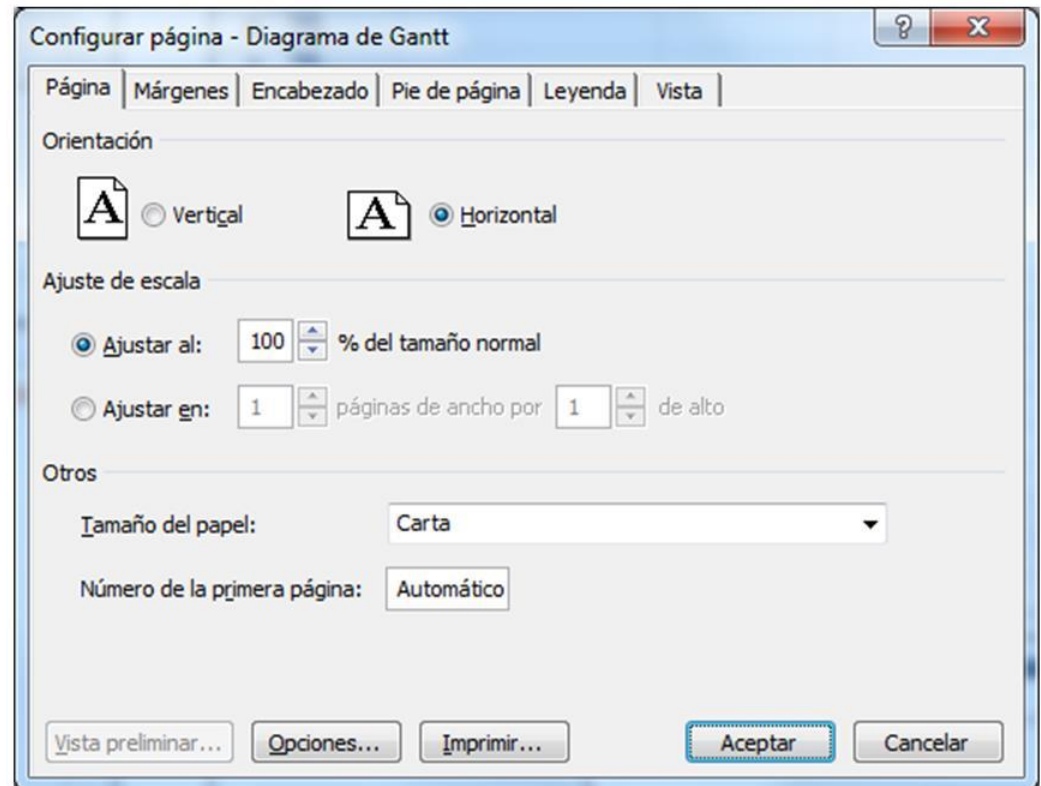 Configurar página - Diagrama de Gantt
Página Márgenes Encabezado Pie de página Leyenda Vista
Orientación
A Vertical A Horizontal
Ajuste de escala
Ajustar al: 100 % del tamaño normal
Ajustar en: 1 páginas de ancho por 1 de alto
Otros
Tamaño del papel: Carta
Número de la primera página: Automático
Vista preliminar... Opciones... Imprimir... Aceptar Cancelar